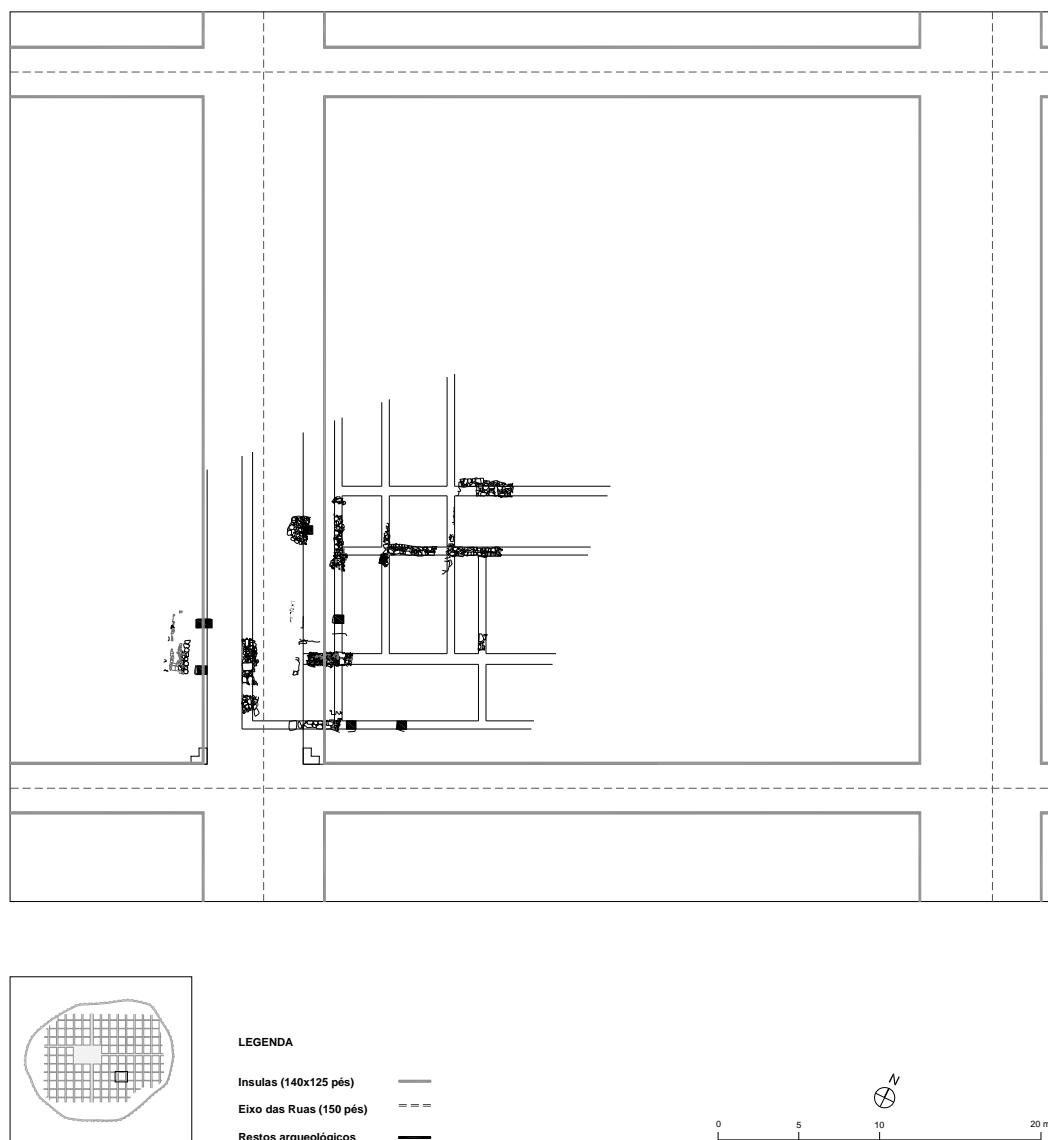 LEGENDA
Insulas (140x125 pés)
Eixo das Ruas (150 pés)
Restos arqueológicos
N
0 5 10 20 m